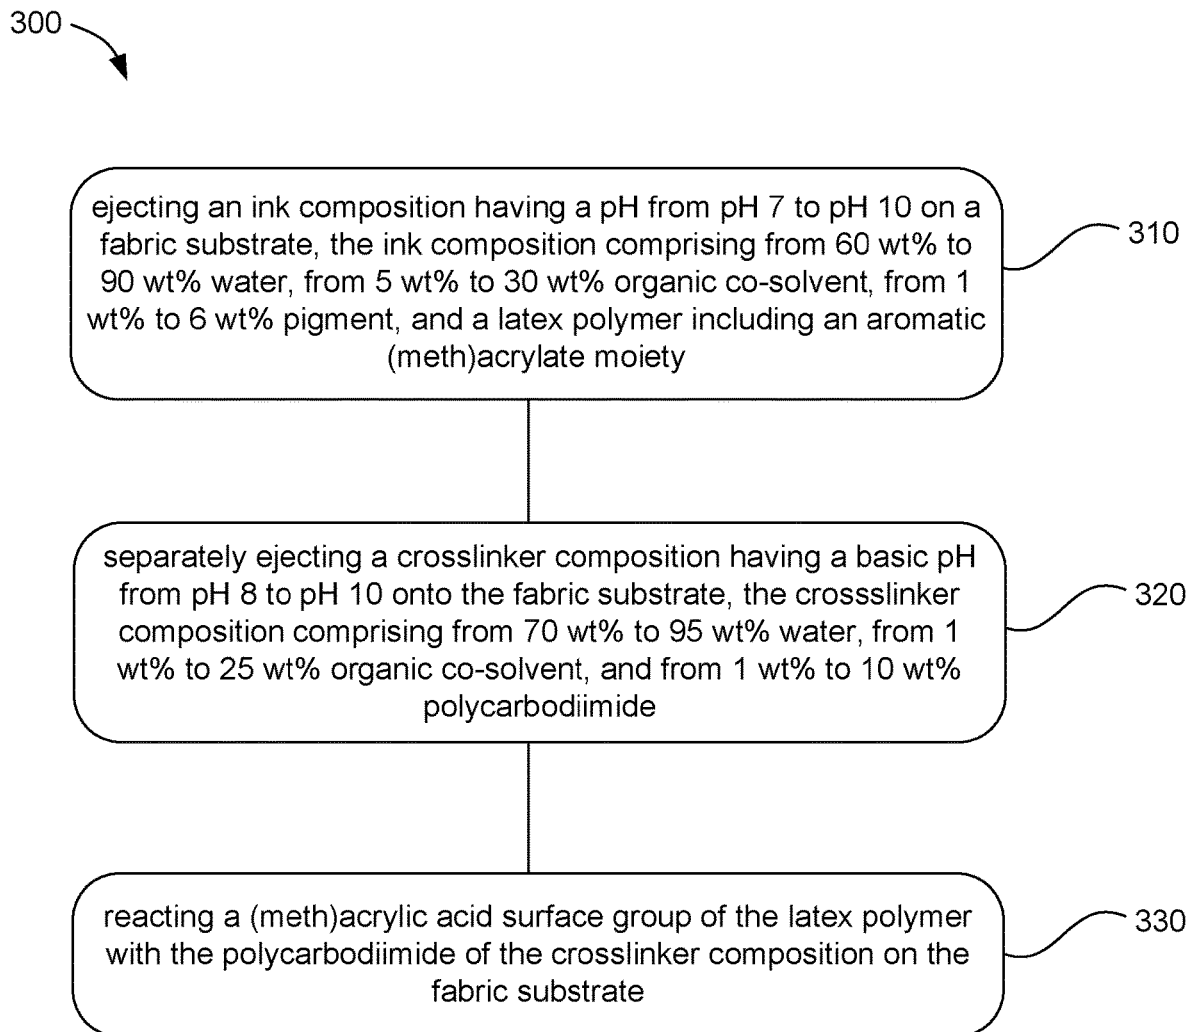 300
ejecting an ink composition having a pH from pH 7 to pH 10 on a
fabric substrate, the ink composition comprising from 60 wt% to
90 wt% water, from 5 wt% to 30 wt% organic co-solvent, from 1
wt% to 6 wt% pigment, and a latex polymer including an aromatic
(meth)acrylate moiety
310
separately ejecting a crosslinker composition having a basic pH
from pH 8 to pH 10 onto the fabric substrate, the crossslinker
composition comprising from 70 wt% to 95 wt% water, from 1
wt% to 25 wt% organic co-solvent, and from 1 wt% to 10 wt%
polycarbodiimide
320
reacting a (meth)acrylic acid surface group of the latex polymer
with the polycarbodiimide of the crosslinker composition on the
fabric substrate
330